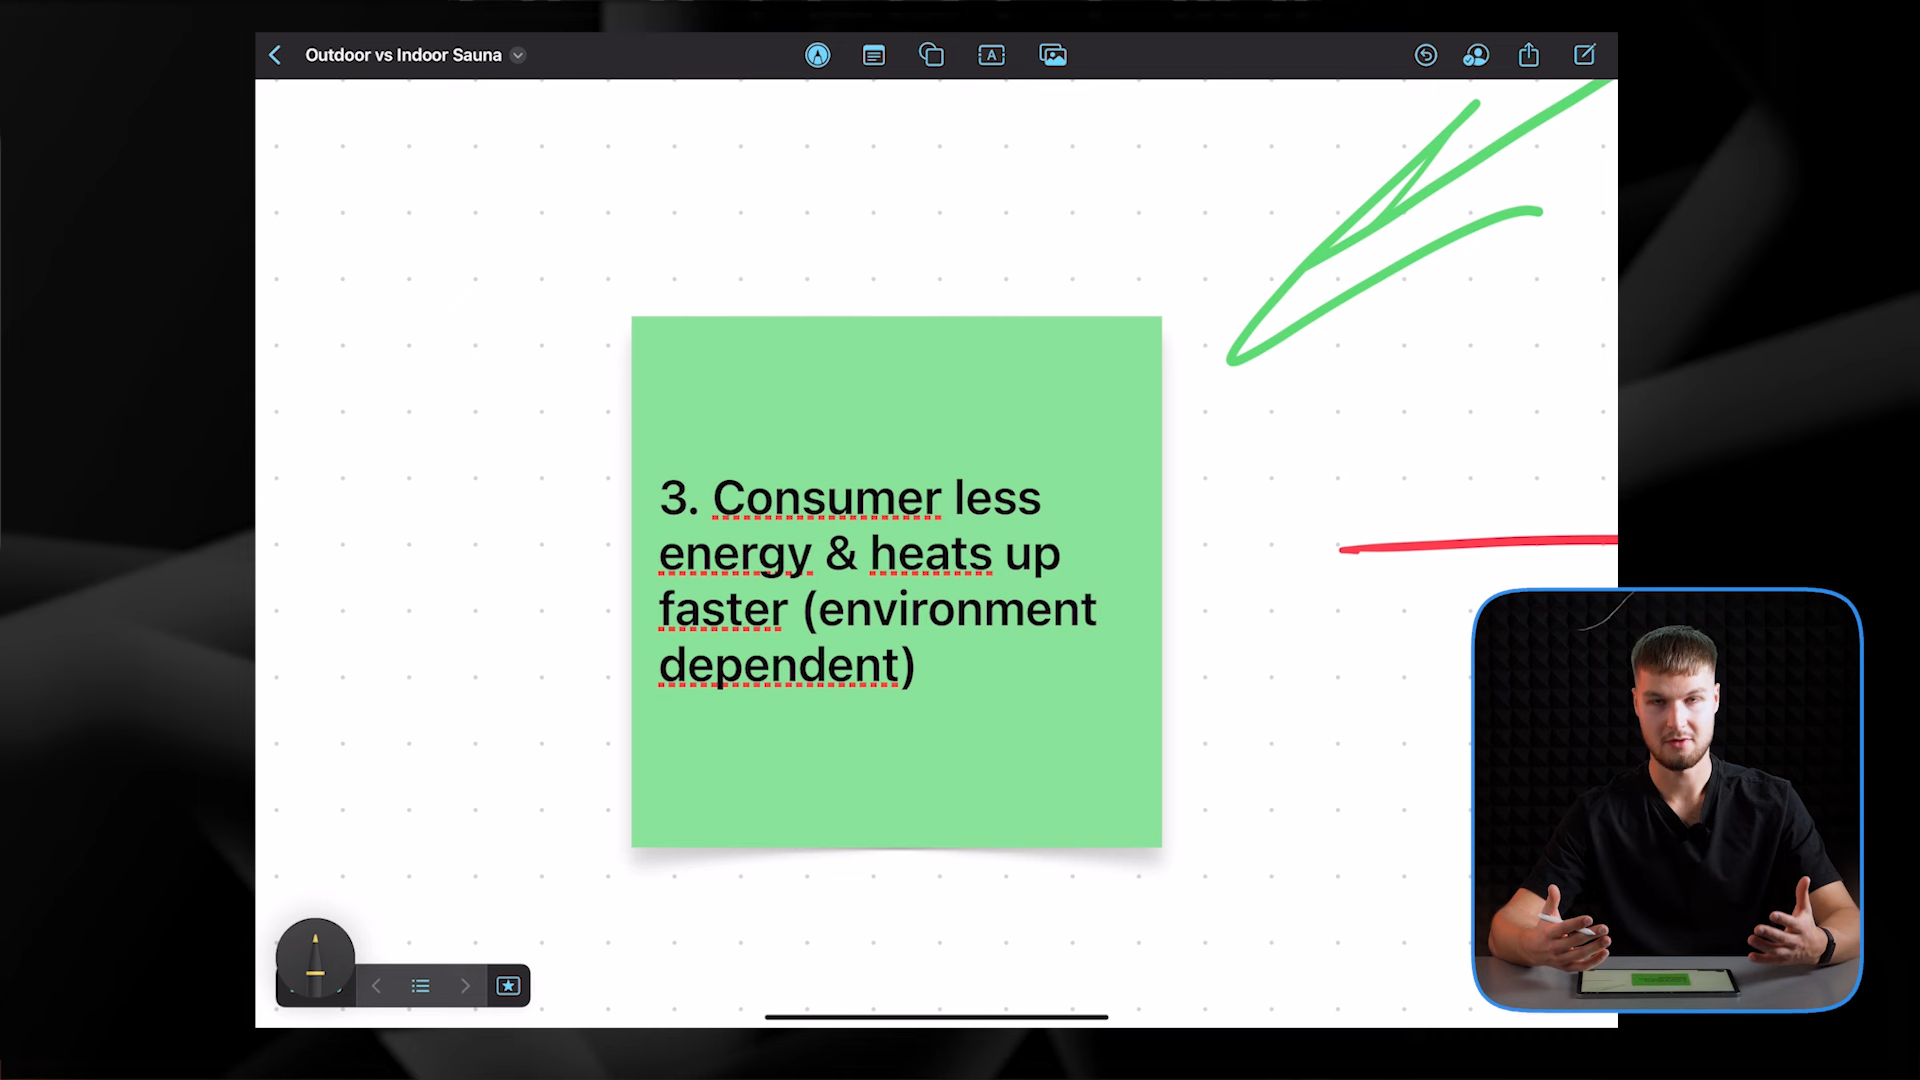 Outdoor vs Indoor Sauna
3. Consumer less
energy & heats up
faster (environment
dependent)